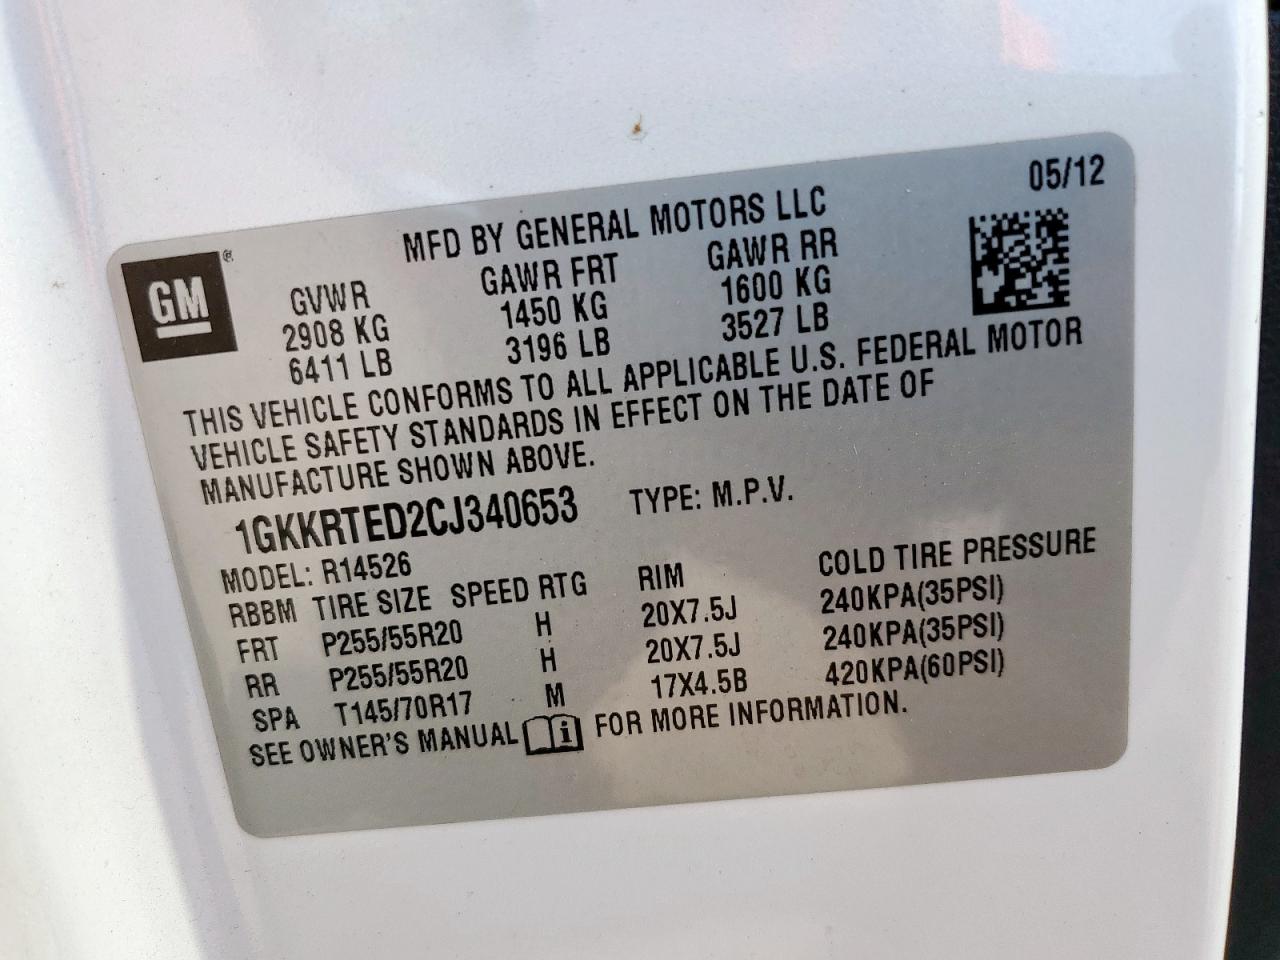 05/12
MFD BY GENERAL MOTORS LLC
GM®
GVWR GAWR FRT GAWR RR
2908 KG 1450 KG 1600 KG
6411 LB 3196 LB 3527 LB
THIS VEHICLE CONFORMS TO ALL APPLICABLE U.S. FEDERAL MOTOR
VEHICLE SAFETY STANDARDS IN EFFECT ON THE DATE OF
MANUFACTURE SHOWN ABOVE.
1GKKRTED2CJ340653 TYPE: M.P.V.
MODEL: R14526
RBBM TIRE SIZE SPEED RTG RIM COLD TIRE PRESSURE
FRT P255/55R20 H 20X7.5J 240KPA(35PSI)
RR P255/55R20 H 20X7.5J 240KPA(35PSI)
SPA T145/70R17 M 17X4.5B 420KPA(60PSI)
SEE OWNER'S MANUAL i FOR MORE INFORMATION.